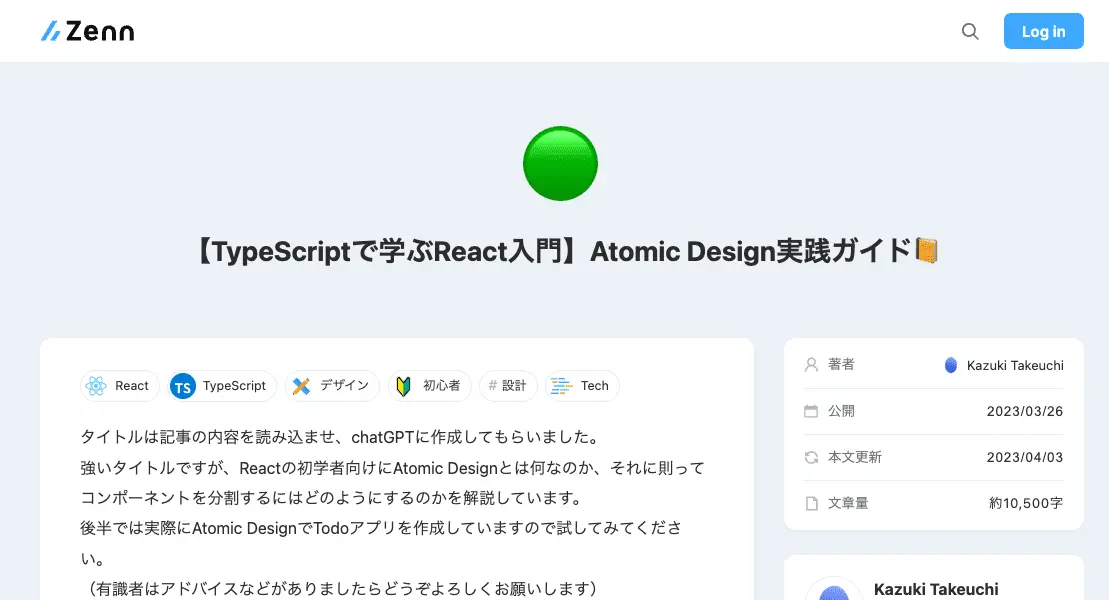 Zenn
Log in
【TypeScriptで学ぶReact入門】Atomic Design実践ガイド
React
TypeScript
デザイン
初心者
# 設計
Tech
タイトルは記事の内容を読み込ませ、chatGPTに作成してもらいました。
強いタイトルですが、Reactの初学者向けにAtomic Designとは何なのか、それに則って
コンポーネントを分割するにはどのようにするのかを解説しています。
後半では実際にAtomic DesignでTodoアプリを作成していますので試してみてくださ
い。
（有識者はアドバイスなどがありましたらどうぞよろしくお願いします）
著者 Kazuki Takeuchi
公開 2023/03/26
本文更新 2023/04/03
文章量 約10,500字
Kazuki Takeuchi